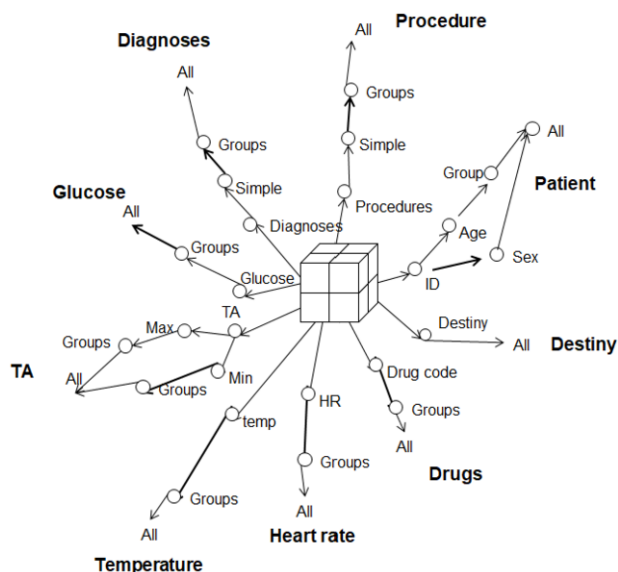 Procedure
All
Groups
Simple
Procedures
Diagnoses
All
Groups
Simple
Diagnoses
Patient
All
Group
Age
ID
Sex
Glucose
All
Groups
Glucose
TA
TA
Max
Groups
All
Min
Groups
Destiny
Destiny
All
Drug code
Groups
All
Drugs
HR
Groups
All
Heart rate
temp
Groups
All
Temperature